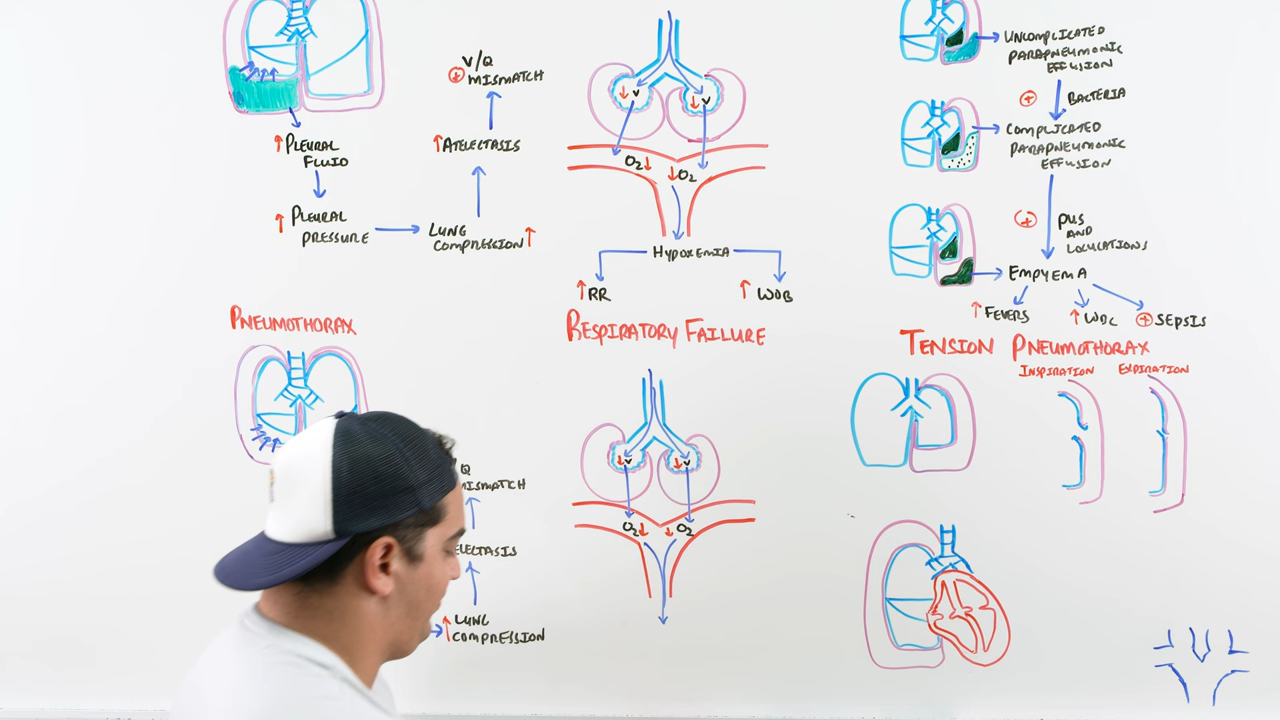 V/Q
MISMATCH
↑ATELECTASIS
↑PLEURAL
FLUID
↑PLEURAL
PRESSURE
LUNG
COMPRESSION↑
↓V
↓V
O2↓
↓O2
HYPOXEMIA
↑RR
↑WOB
RESPIRATORY FAILURE
UNCOMPLICATED
PARAPNEUMONIC
EFFUSION
+ BACTERIA
COMPLICATED
PARAPNEUMONIC
EFFUSION
+ PUS
AND
LOCULATIONS
EMPYEMA
↑FEVERS
↑WBC
+ SEPSIS
PNEUMOTHORAX
Q
MISMATCH
ELECTASIS
↑LUNG
COMPRESSION
↓V
↓V
O2↓
↓O2
TENSION PNEUMOTHORAX
INSPIRATION
EXPIRATION